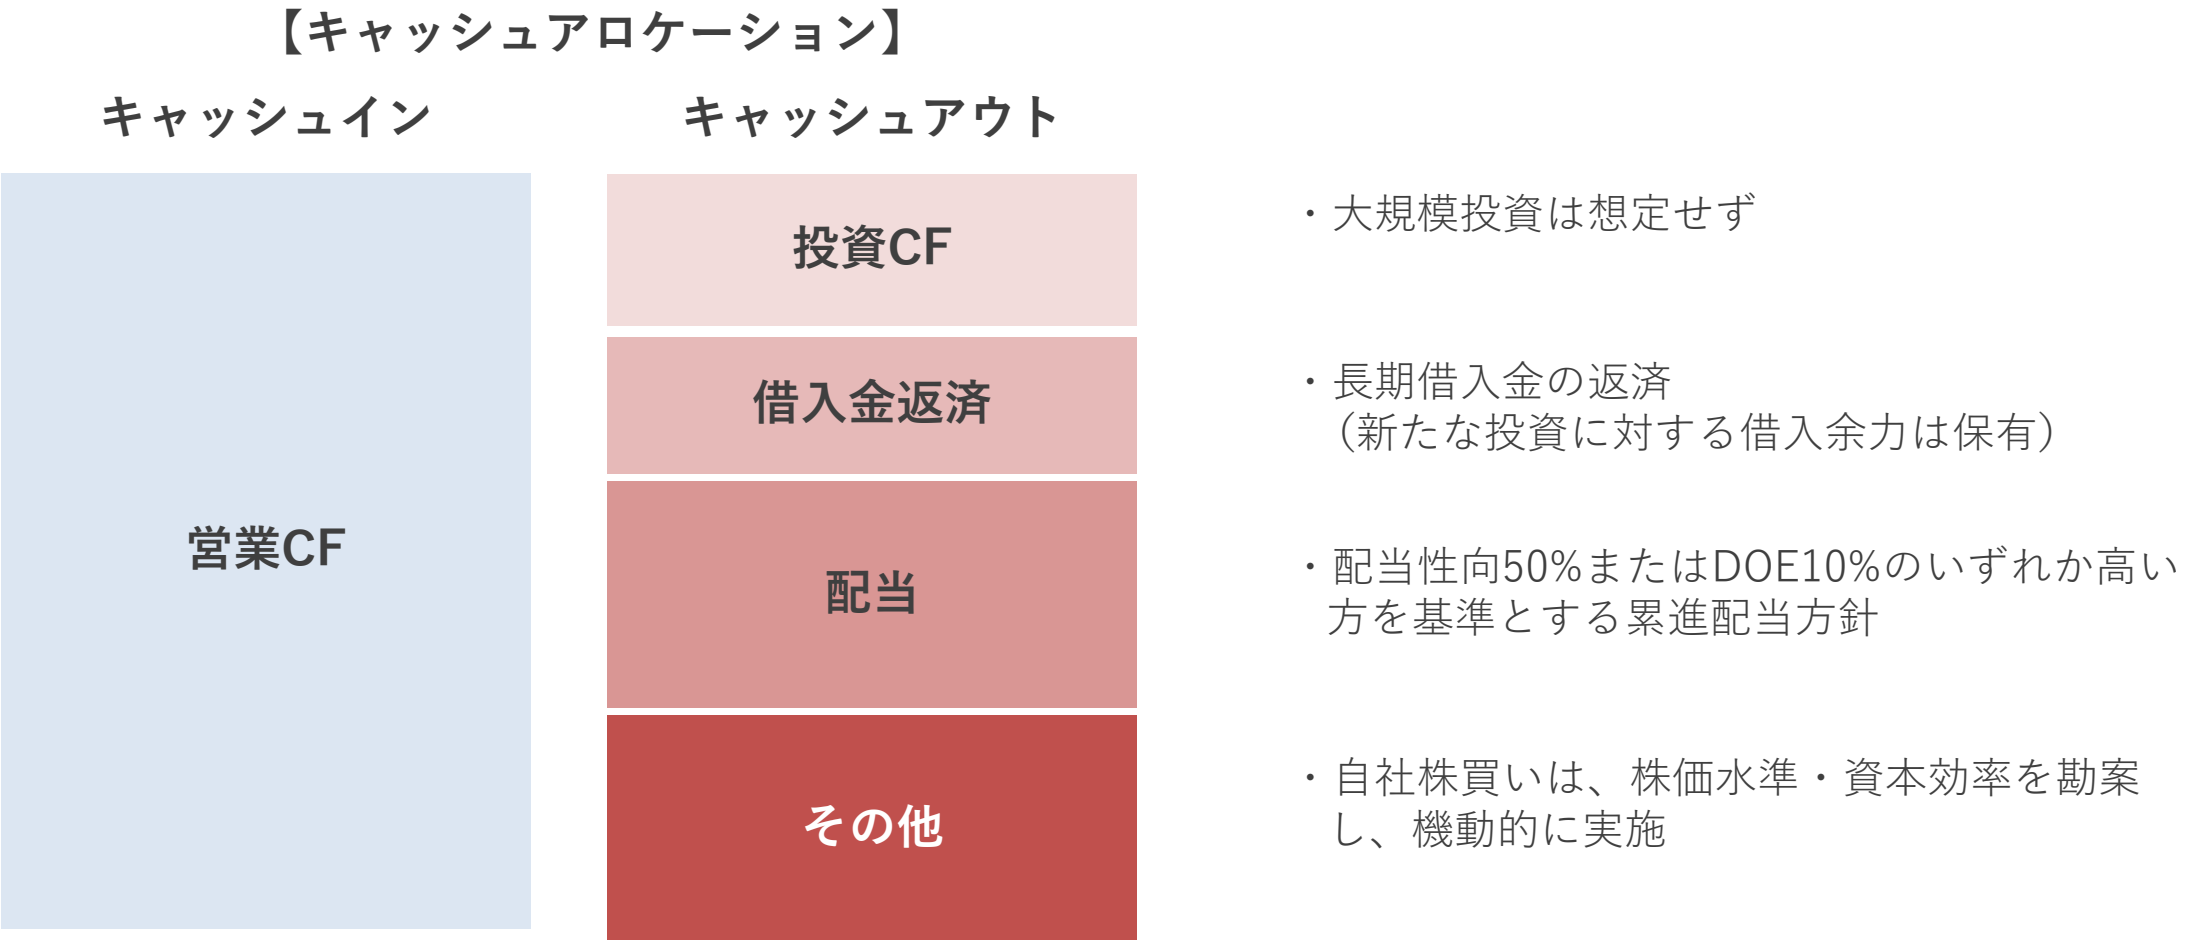 【キャッシュアロケーション】
キャッシュイン
キャッシュアウト
営業CF
投資CF
・大規模投資は想定せず
借入金返済
・長期借入金の返済
（新たな投資に対する借入余力は保有）
配当
・配当性向50%またはDOE10%のいずれか高い
方を基準とする累進配当方針
その他
・自社株買いは、株価水準・資本効率を勘案
し、機動的に実施